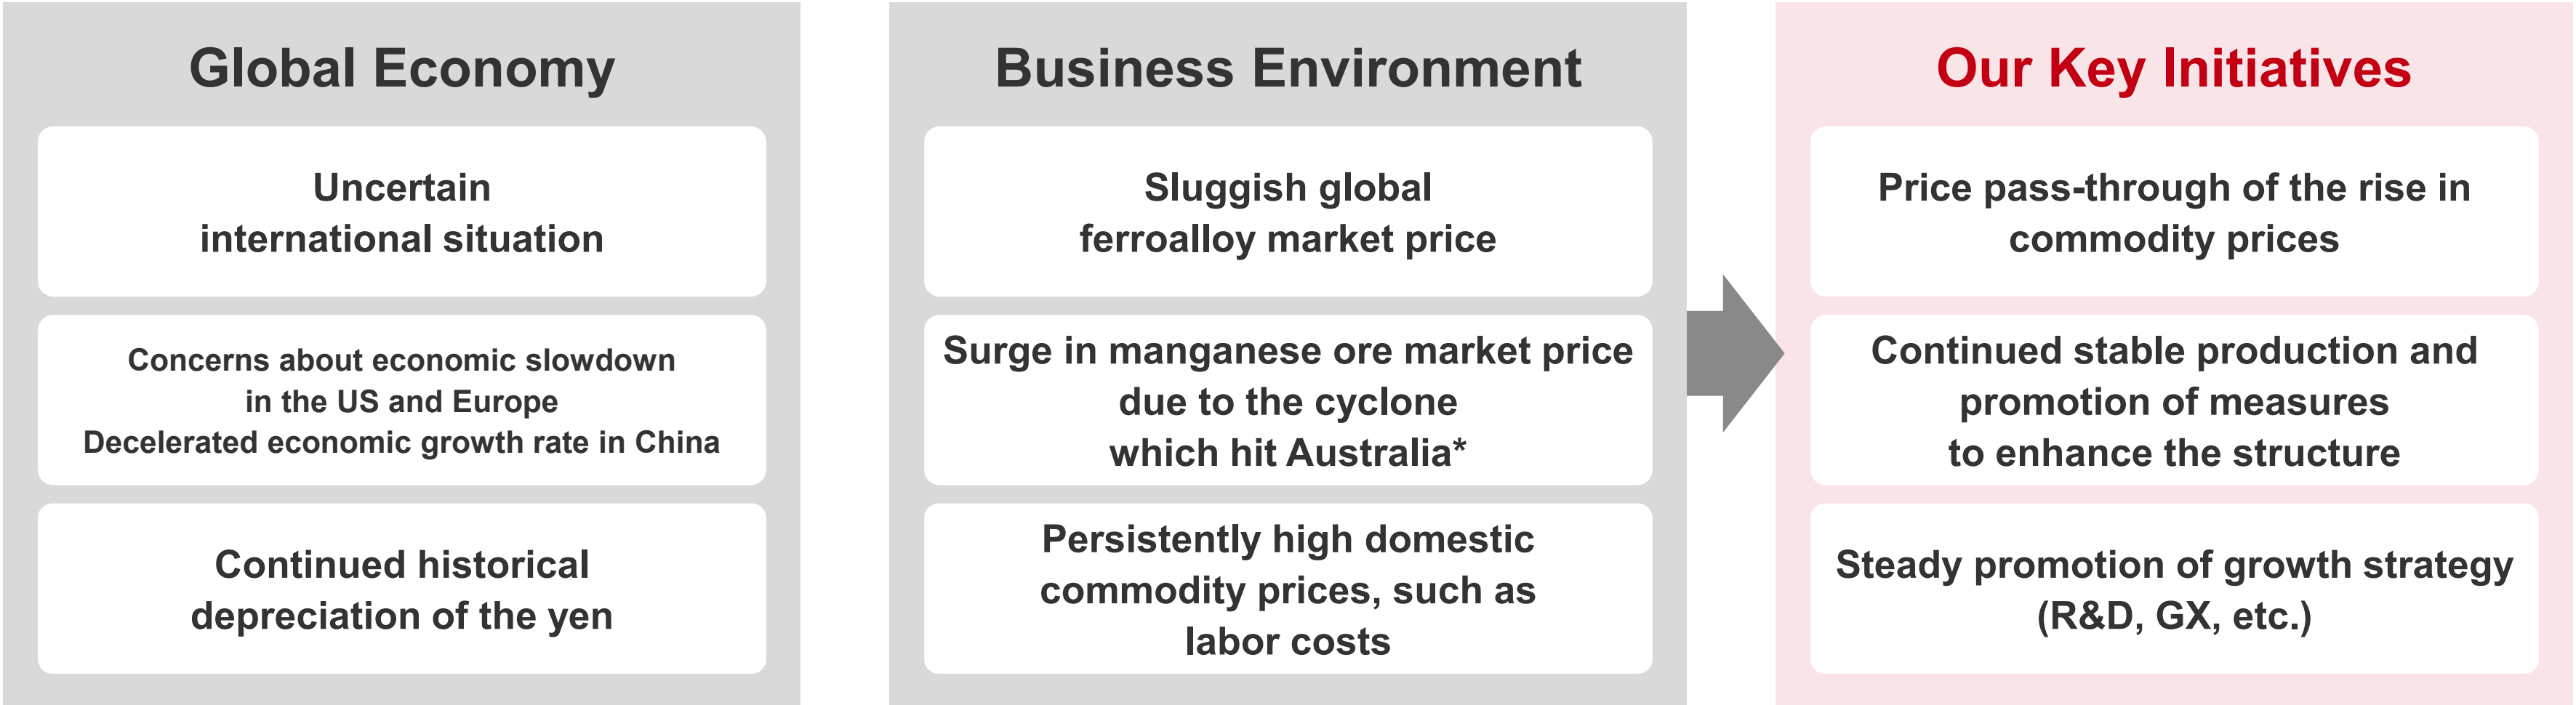 Global Economy
Uncertain
international situation
Concerns about economic slowdown
in the US and Europe
Decelerated economic growth rate in China
Continued historical
depreciation of the yen
Business Environment
Sluggish global
ferroalloy market price
Surge in manganese ore market price
due to the cyclone
which hit Australia*
Persistently high domestic
commodity prices, such as
labor costs
Our Key Initiatives
Price pass-through of the rise in
commodity prices
Continued stable production and
promotion of measures
to enhance the structure
Steady promotion of growth strategy
(R&D, GX, etc.)